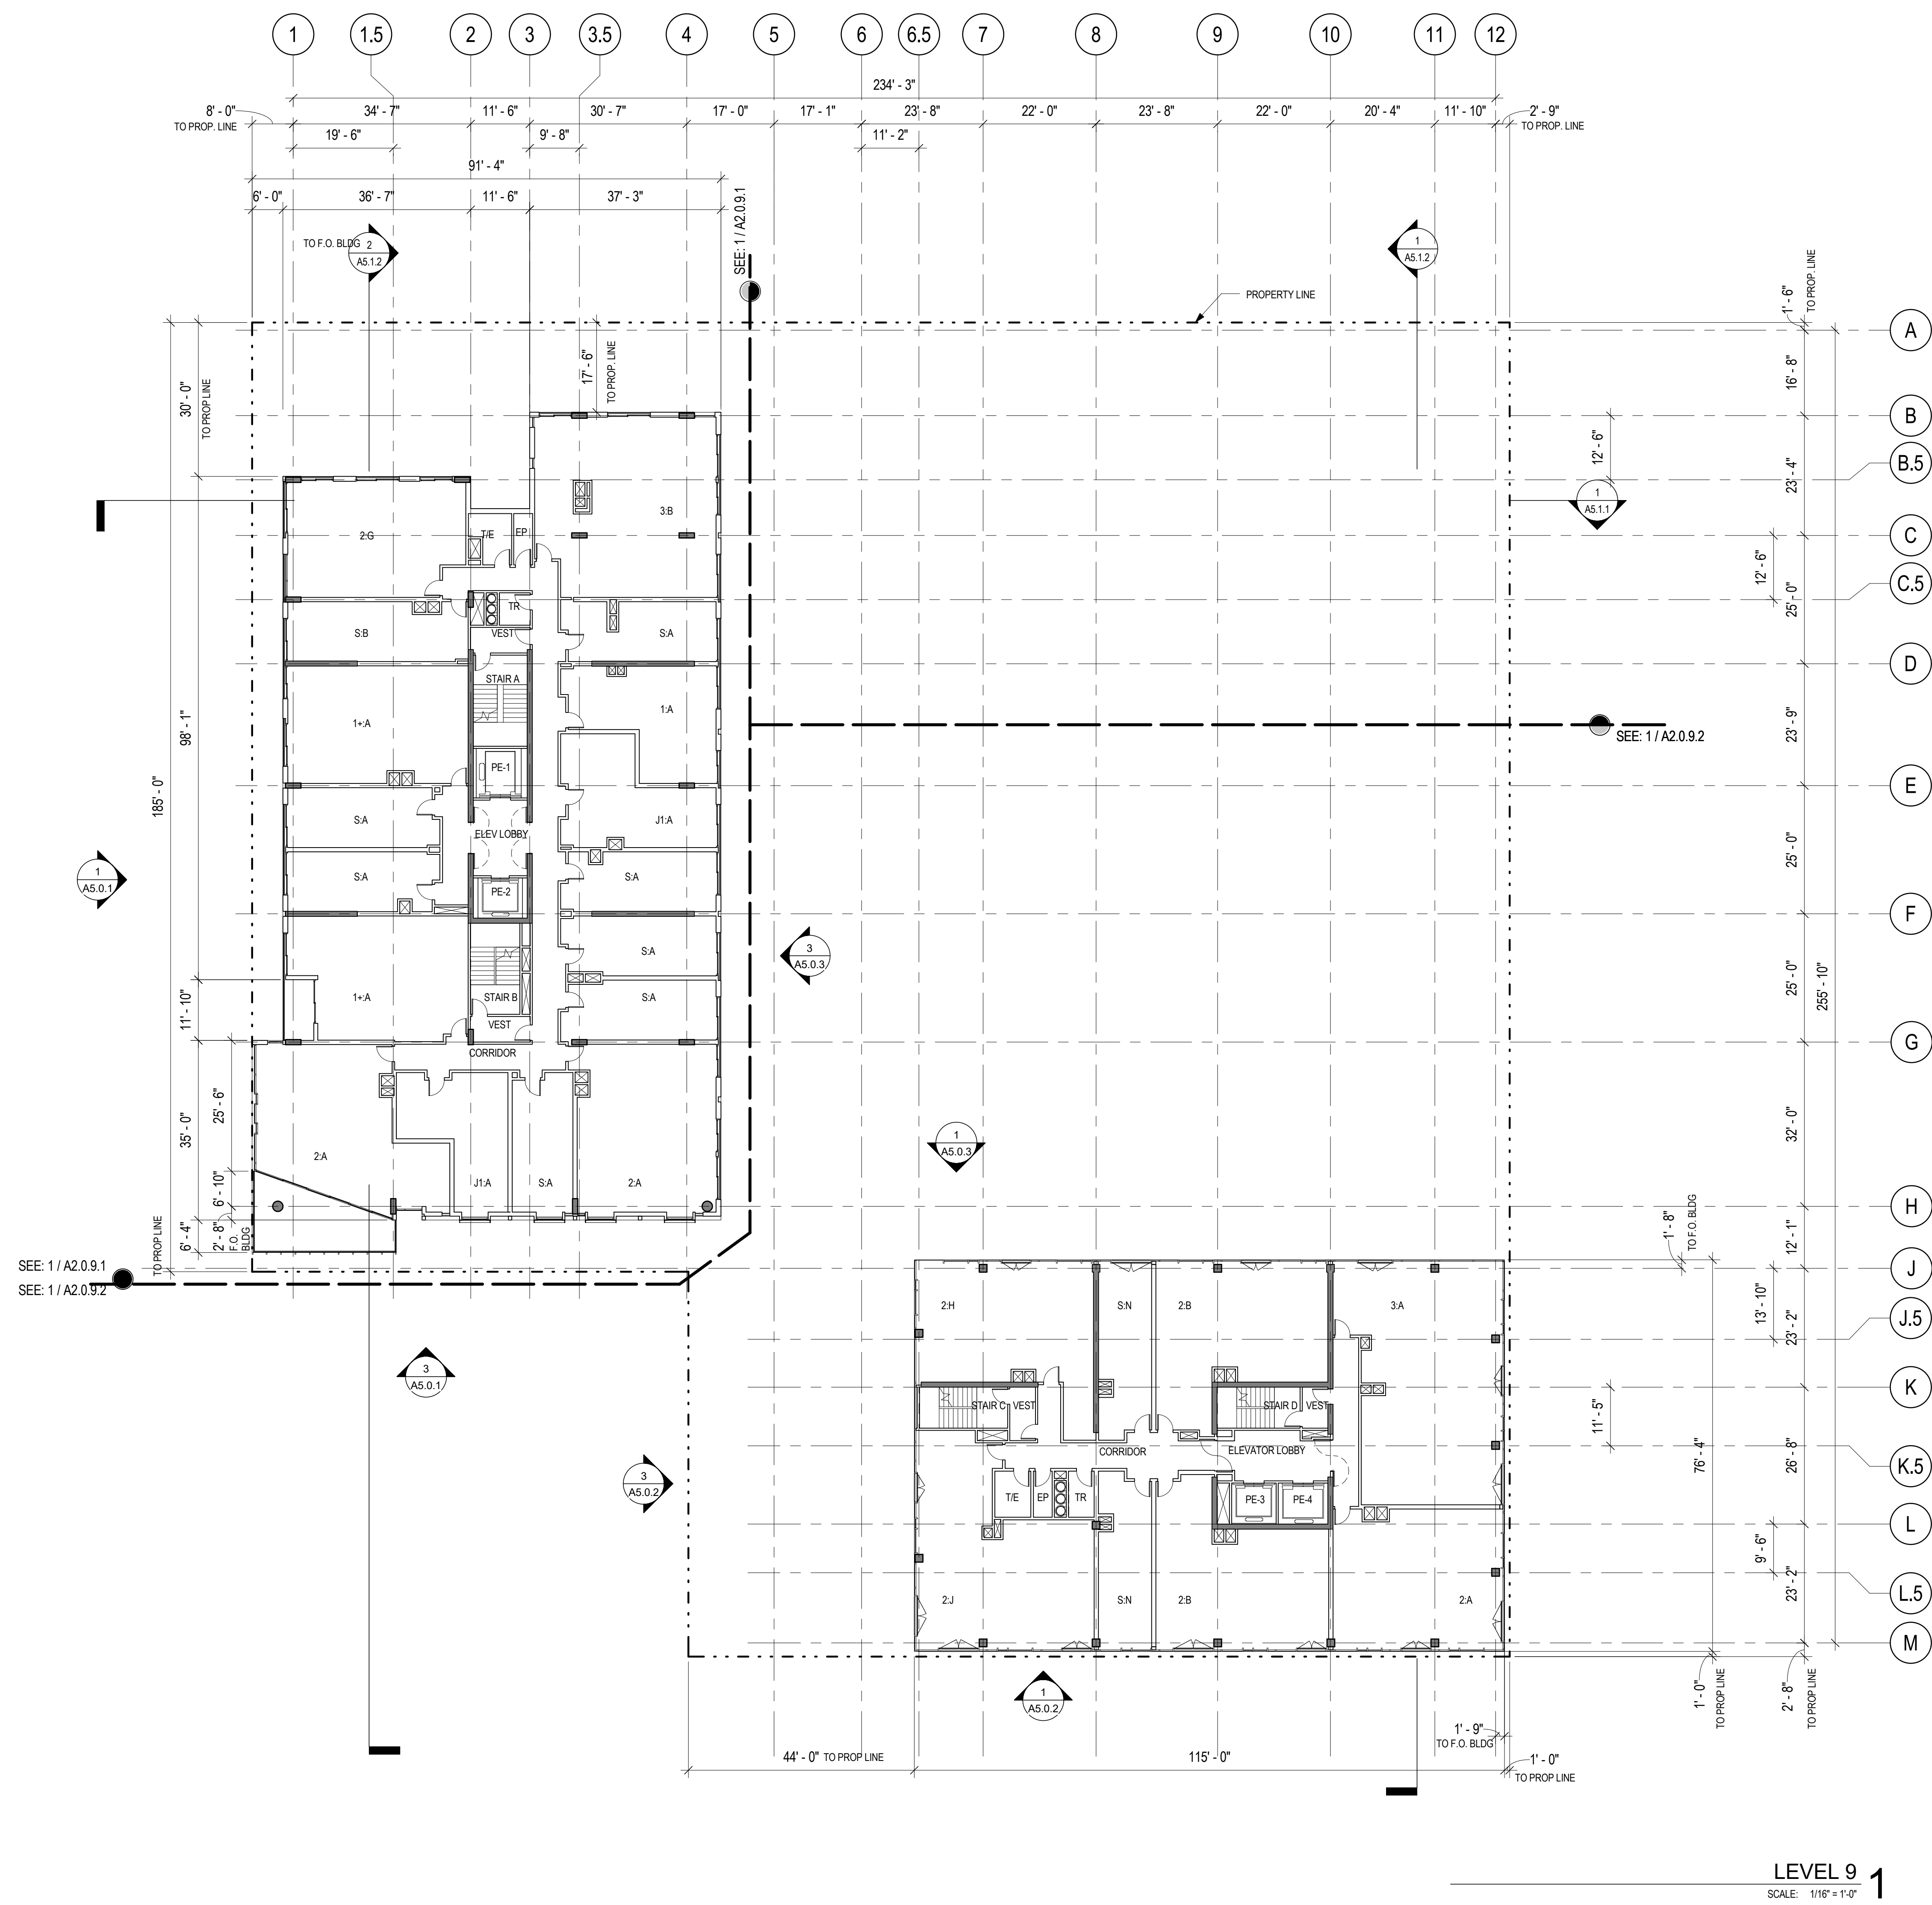 1 1.5 2 3 3.5 4 5 6 6.5 7 8 9 10 11 12
234' - 3"
8' - 0" 34' - 7" 11' - 6" 30' - 7" 17' - 0" 17' - 1" 23' - 8" 22' - 0" 23' - 8" 22' - 0" 20' - 4" 11' - 10" 2' - 9"
TO PROP. LINE TO PROP. LINE
19' - 6" 9' - 8" 11' - 2"
91' - 4"
6' - 0" 36' - 7" 11' - 6" 37' - 3"
SEE: 1 / A2.0.9.1
TO F.O. BLDG
2
A5.1.2
1
A5.1.2
PROPERTY LINE
1' - 6"
TO PROP. LINE
A
16' - 8"
B
12' - 6"
B.5
23' - 4"
1
A5.1.1
C
12' - 6"
C.5
25' - 0"
D
23' - 9"
SEE: 1 / A2.0.9.2
E
25' - 0"
F
25' - 0"
255' - 10"
G
32' - 0"
H
12' - 1"
1' - 8"
TO F.O. BLDG
J
13' - 10"
J.5
23' - 2"
K
11' - 5"
K.5
26' - 8"
76' - 4"
L
9' - 6"
L.5
23' - 2"
M
1' - 0"
TO PROP LINE
2' - 8"
TO PROP LINE
30' - 0"
TO PROP LINE
17' - 6"
TO PROP. LINE
185' - 0"
98' - 1"
11' - 10"
35' - 0"
25' - 6"
6' - 10"
2' - 8"
F.O.
BLDG
6' - 4"
TO PROP LINE
1
A5.0.1
3:B
2:G
T/E EP
TR
S:B VEST S:A
STAIR A
1+:A 1:A
PE-1
S:A ELEV LOBBY J1:A
S:A PE-2 S:A
S:A
1+:A STAIR B S:A
VEST
CORRIDOR
2:A
J1:A S:A 2:A
3
A5.0.3
1
A5.0.3
SEE: 1 / A2.0.9.1
SEE: 1 / A2.0.9.2
3
A5.0.1
3
A5.0.2
2:H S:N 2:B 3:A
STAIR C VEST STAIR D VEST
CORRIDOR ELEVATOR LOBBY
T/E EP TR PE-3 PE-4
2:J S:N 2:B 2:A
1
A5.0.2
44' - 0" TO PROP LINE 115' - 0"
1' - 9"
TO F.O. BLDG
1' - 0"
TO PROP LINE
LEVEL 9 1
SCALE: 1/16" = 1'-0"